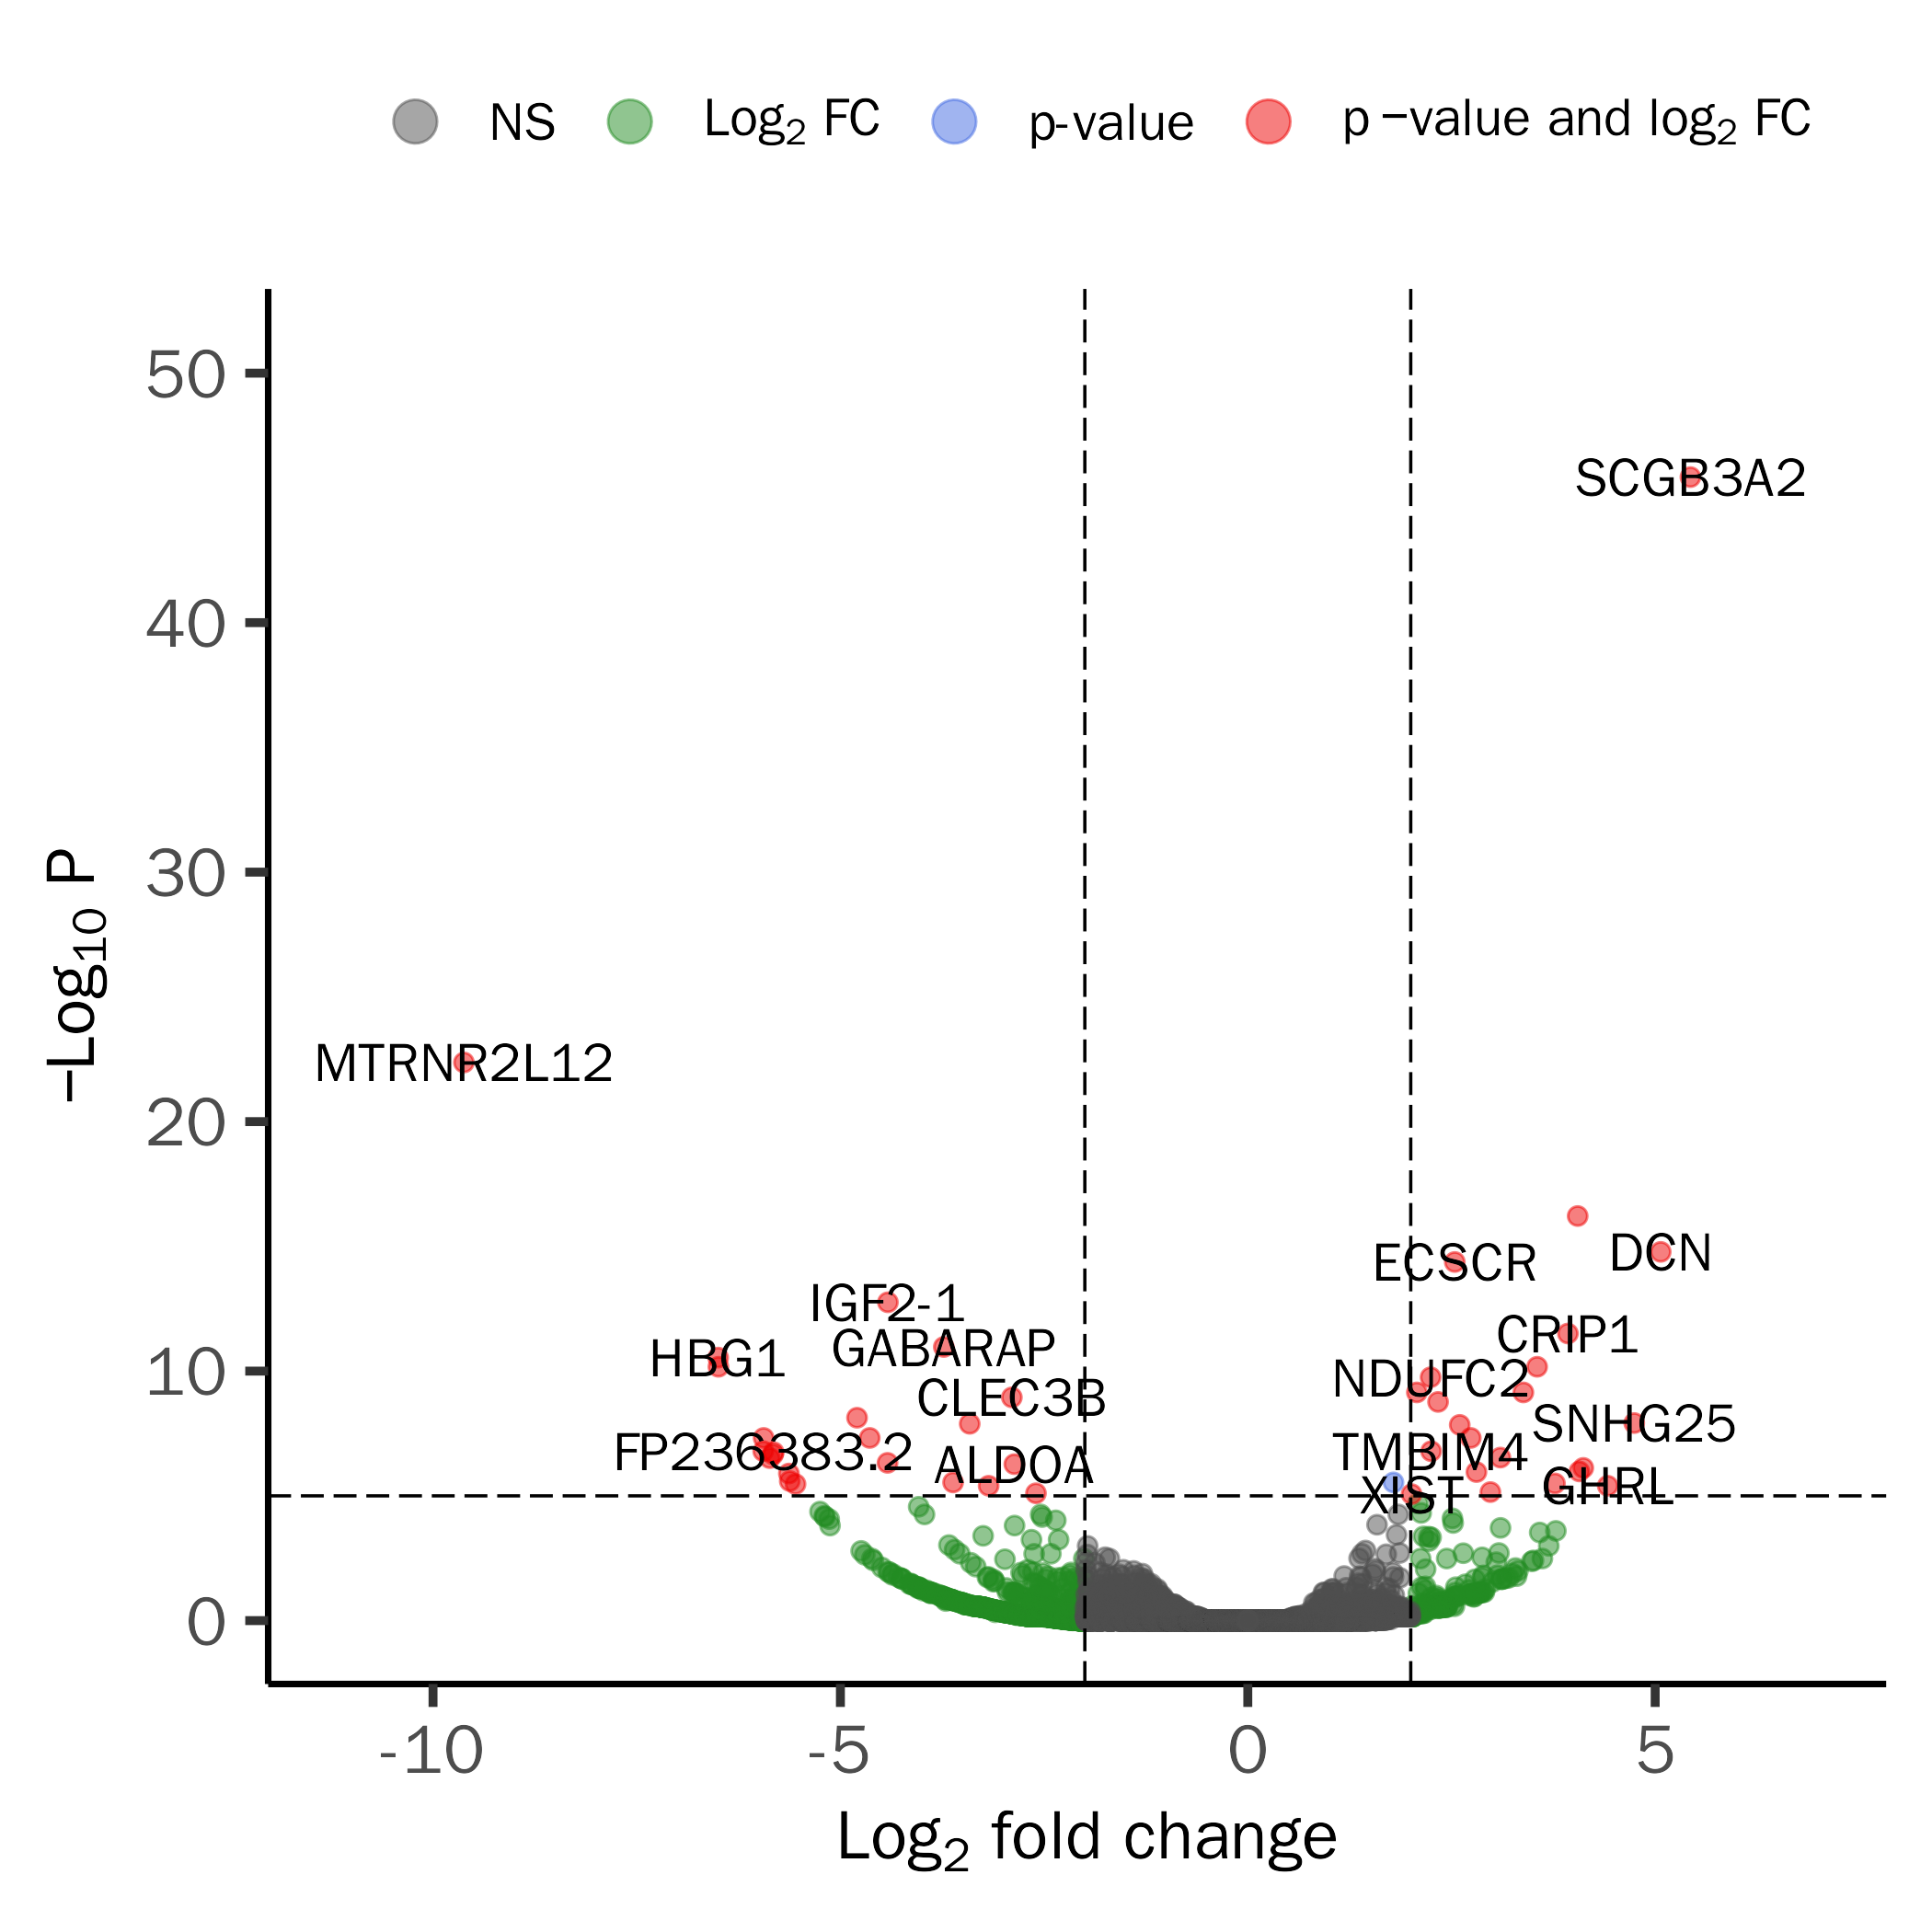 NS Log2 FC p-value p −value and log2 FC
50
SCGB3A2
40
30
MTRNR2L12
20
DCN
ECSCR
IGF2-1
CRIP1
GABARAP
HBG1
10
NDUFC2
CLEC3B
SNHG25
FP236383.2
TMBIM4
ALDOA
GHRL
XIST
0
−Log10 P
-10 -5 0 5
Log2 fold change